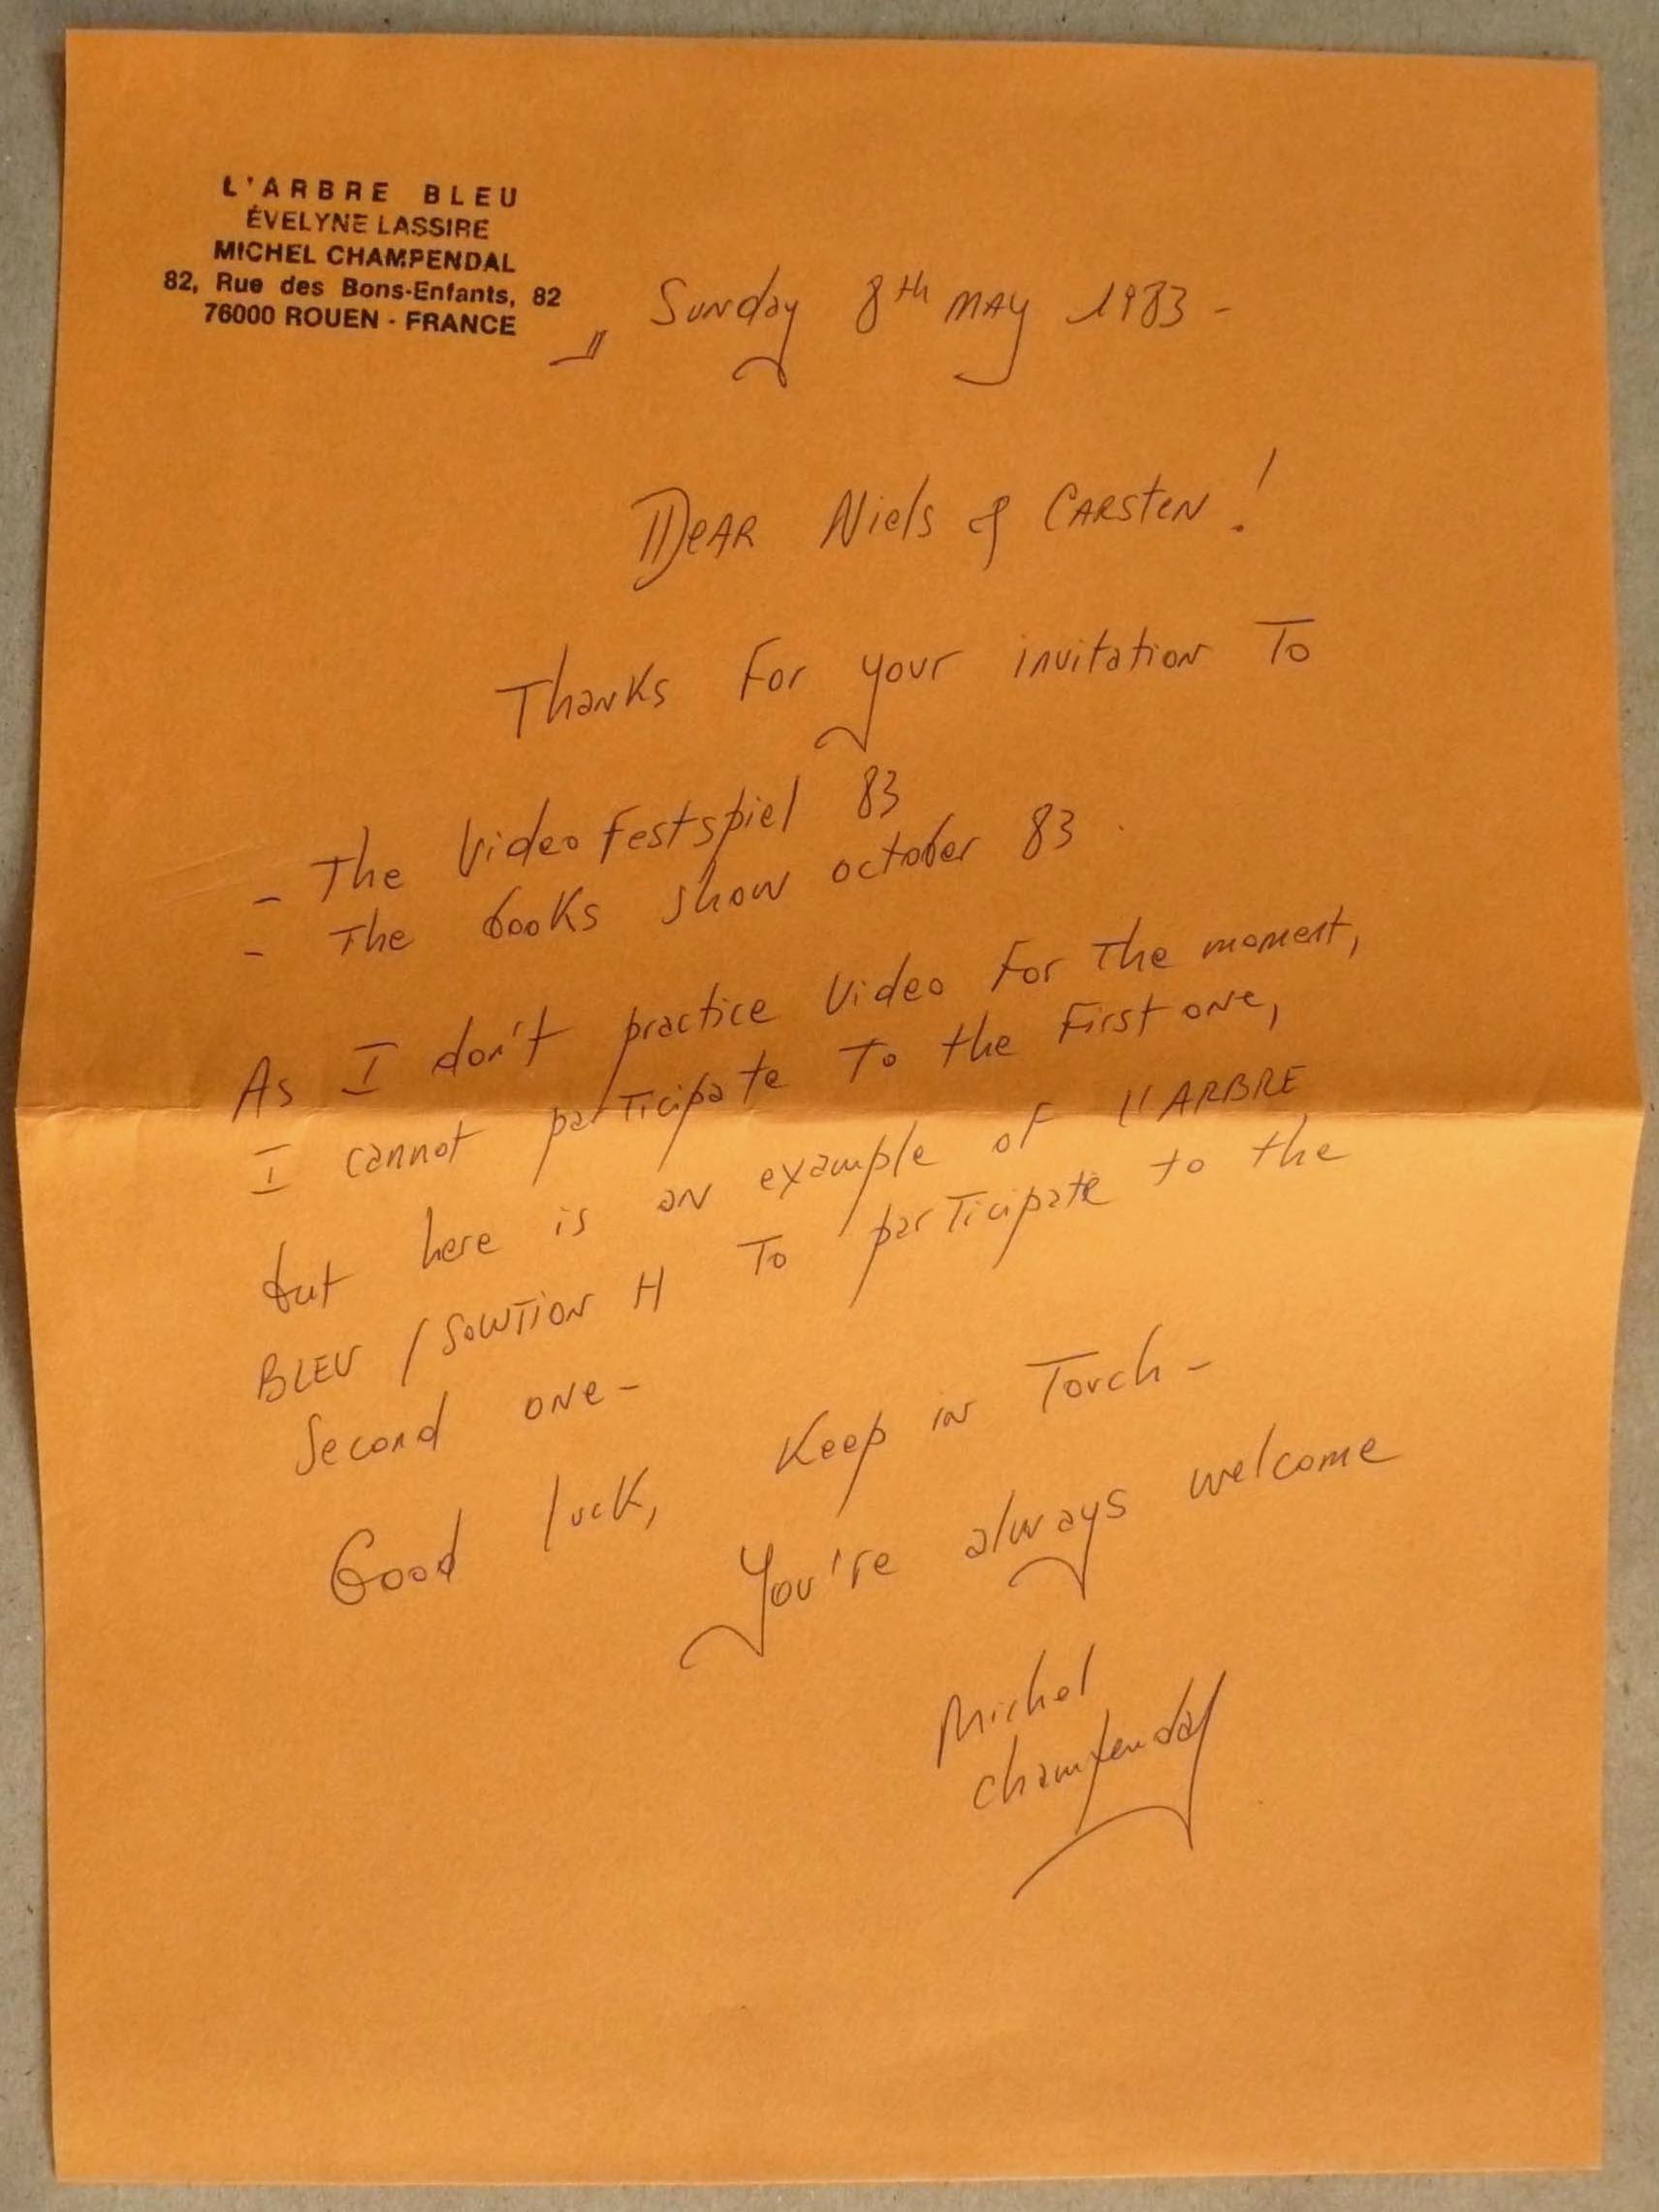 L'ARBRE BLEU
ÉVELYNE LASSIRE
MICHEL CHAMPENDAL
82, Rue des Bons-Enfants, 82
76000 ROUEN - FRANCE
Sunday 8th MAY 1983 -
DEAR Niels & CARSTEN !
Thanks For your invitation To
- The Video Festspiel 83
- The books show october 83.
As I don't practice Video For The moment,
I cannot participate To the First one,
but here is an example of l'ARBRE
BLEU / SOLUTION H To participate to the
Second one -
Good luck, Keep in Touch -
You're always welcome
Michel
Champendal